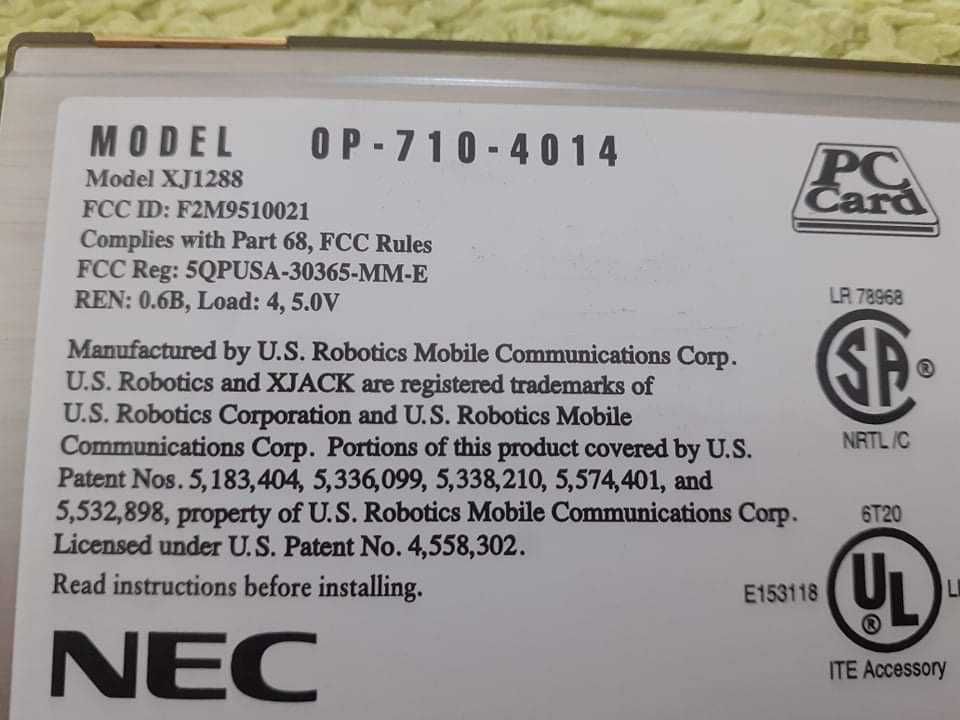 MODEL OP-710-4014
Model XJ1288
FCC ID: F2M9510021
Complies with Part 68, FCC Rules
FCC Reg: 5QPUSA-30365-MM-E
REN: 0.6B, Load: 4, 5.0V
PC
Card
Manufactured by U.S. Robotics Mobile Communications Corp.
U.S. Robotics and XJACK are registered trademarks of
U.S. Robotics Corporation and U.S. Robotics Mobile
Communications Corp. Portions of this product covered by U.S.
Patent Nos. 5,183,404, 5,336,099, 5,338,210, 5,574,401, and
5,532,898, property of U.S. Robotics Mobile Communications Corp.
Licensed under U.S. Patent No. 4,558,302.
Read instructions before installing.
NEC
LR 78968
SA ®
NRTL/C
6T20
E153118 UL ®
ITE Accessory